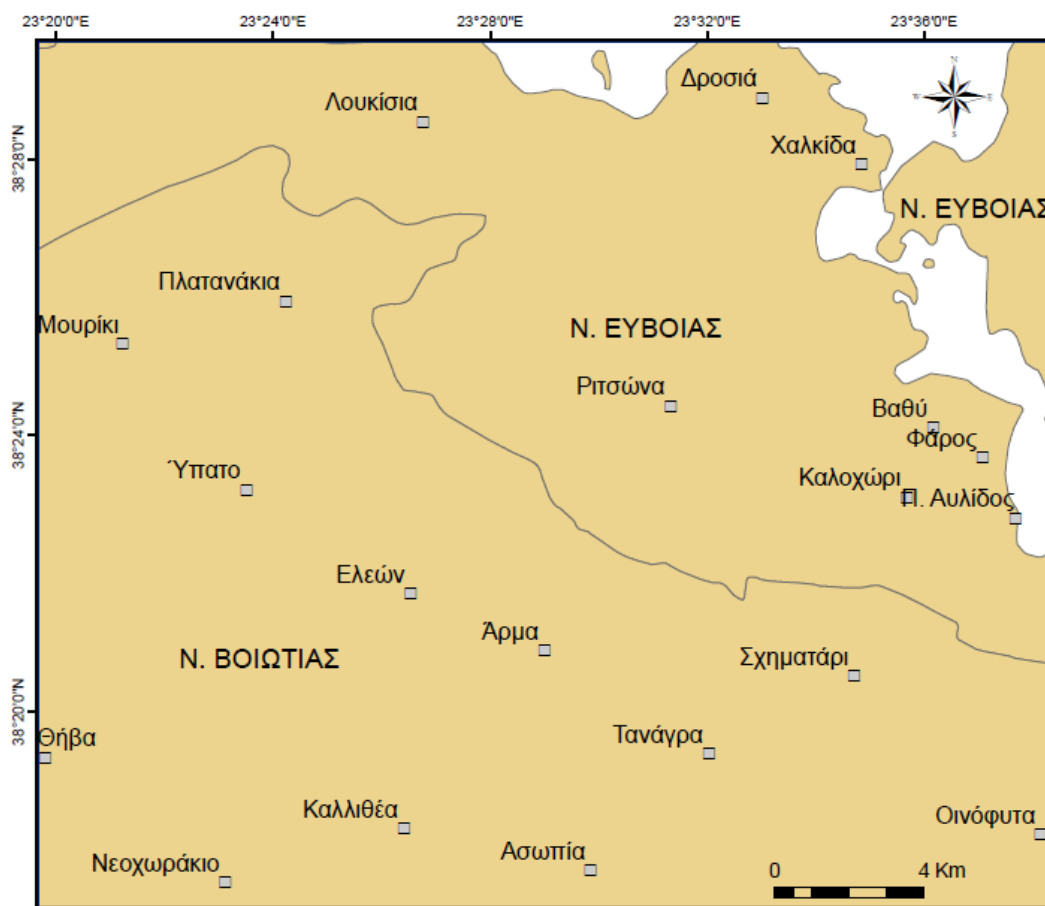 23°20'0"E 23°24'0"E 23°28'0"E 23°32'0"E 23°36'0"E
N
W E
S
Δροσιά
Λουκίσια
Χαλκίδα
38°28'0"N
Ν. ΕΥΒΟΙΑΣ
Πλατανάκια
Μουρίκι
Ν. ΕΥΒΟΙΑΣ
Ριτσώνα
Βαθύ
38°24'0"N
Φάρος
Ύπατο
Καλοχώρι
Π. Αυλίδος
Ελεών
Άρμα
Ν. ΒΟΙΩΤΙΑΣ
Σχηματάρι
38°20'0"N
Θήβα
Τανάγρα
Καλλιθέα
Οινόφυτα
Ασωπία
Νεοχωράκιο
0 4 Km